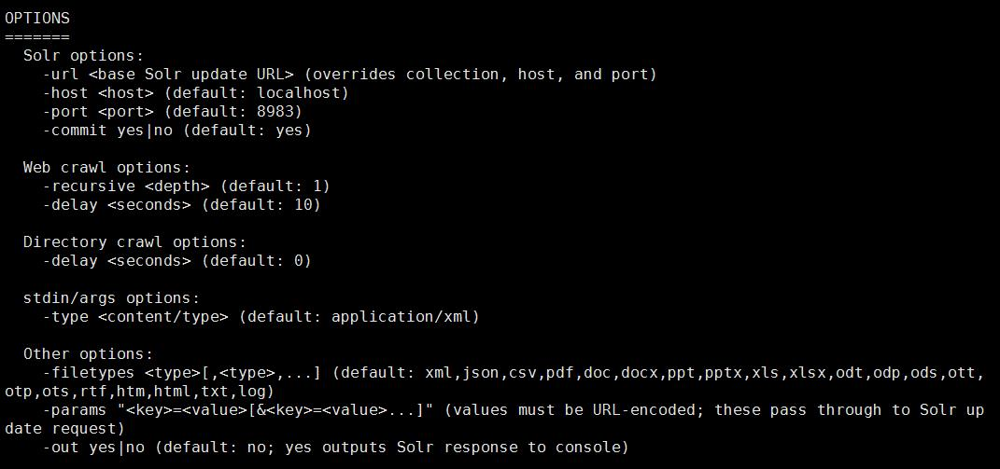 OPTIONS
=======
  Solr options:
    -url <base Solr update URL> (overrides collection, host, and port)
    -host <host> (default: localhost)
    -port <port> (default: 8983)
    -commit yes|no (default: yes)

  Web crawl options:
    -recursive <depth> (default: 1)
    -delay <seconds> (default: 10)

  Directory crawl options:
    -delay <seconds> (default: 0)

  stdin/args options:
    -type <content/type> (default: application/xml)

  Other options:
    -filetypes <type>[,<type>,...] (default: xml,json,csv,pdf,doc,docx,ppt,pptx,xls,xlsx,odt,odp,ods,ott,
otp,ots,rtf,htm,html,txt,log)
    -params "<key>=<value>[&<key>=<value>...]" (values must be URL-encoded; these pass through to Solr up
date request)
    -out yes|no (default: no; yes outputs Solr response to console)